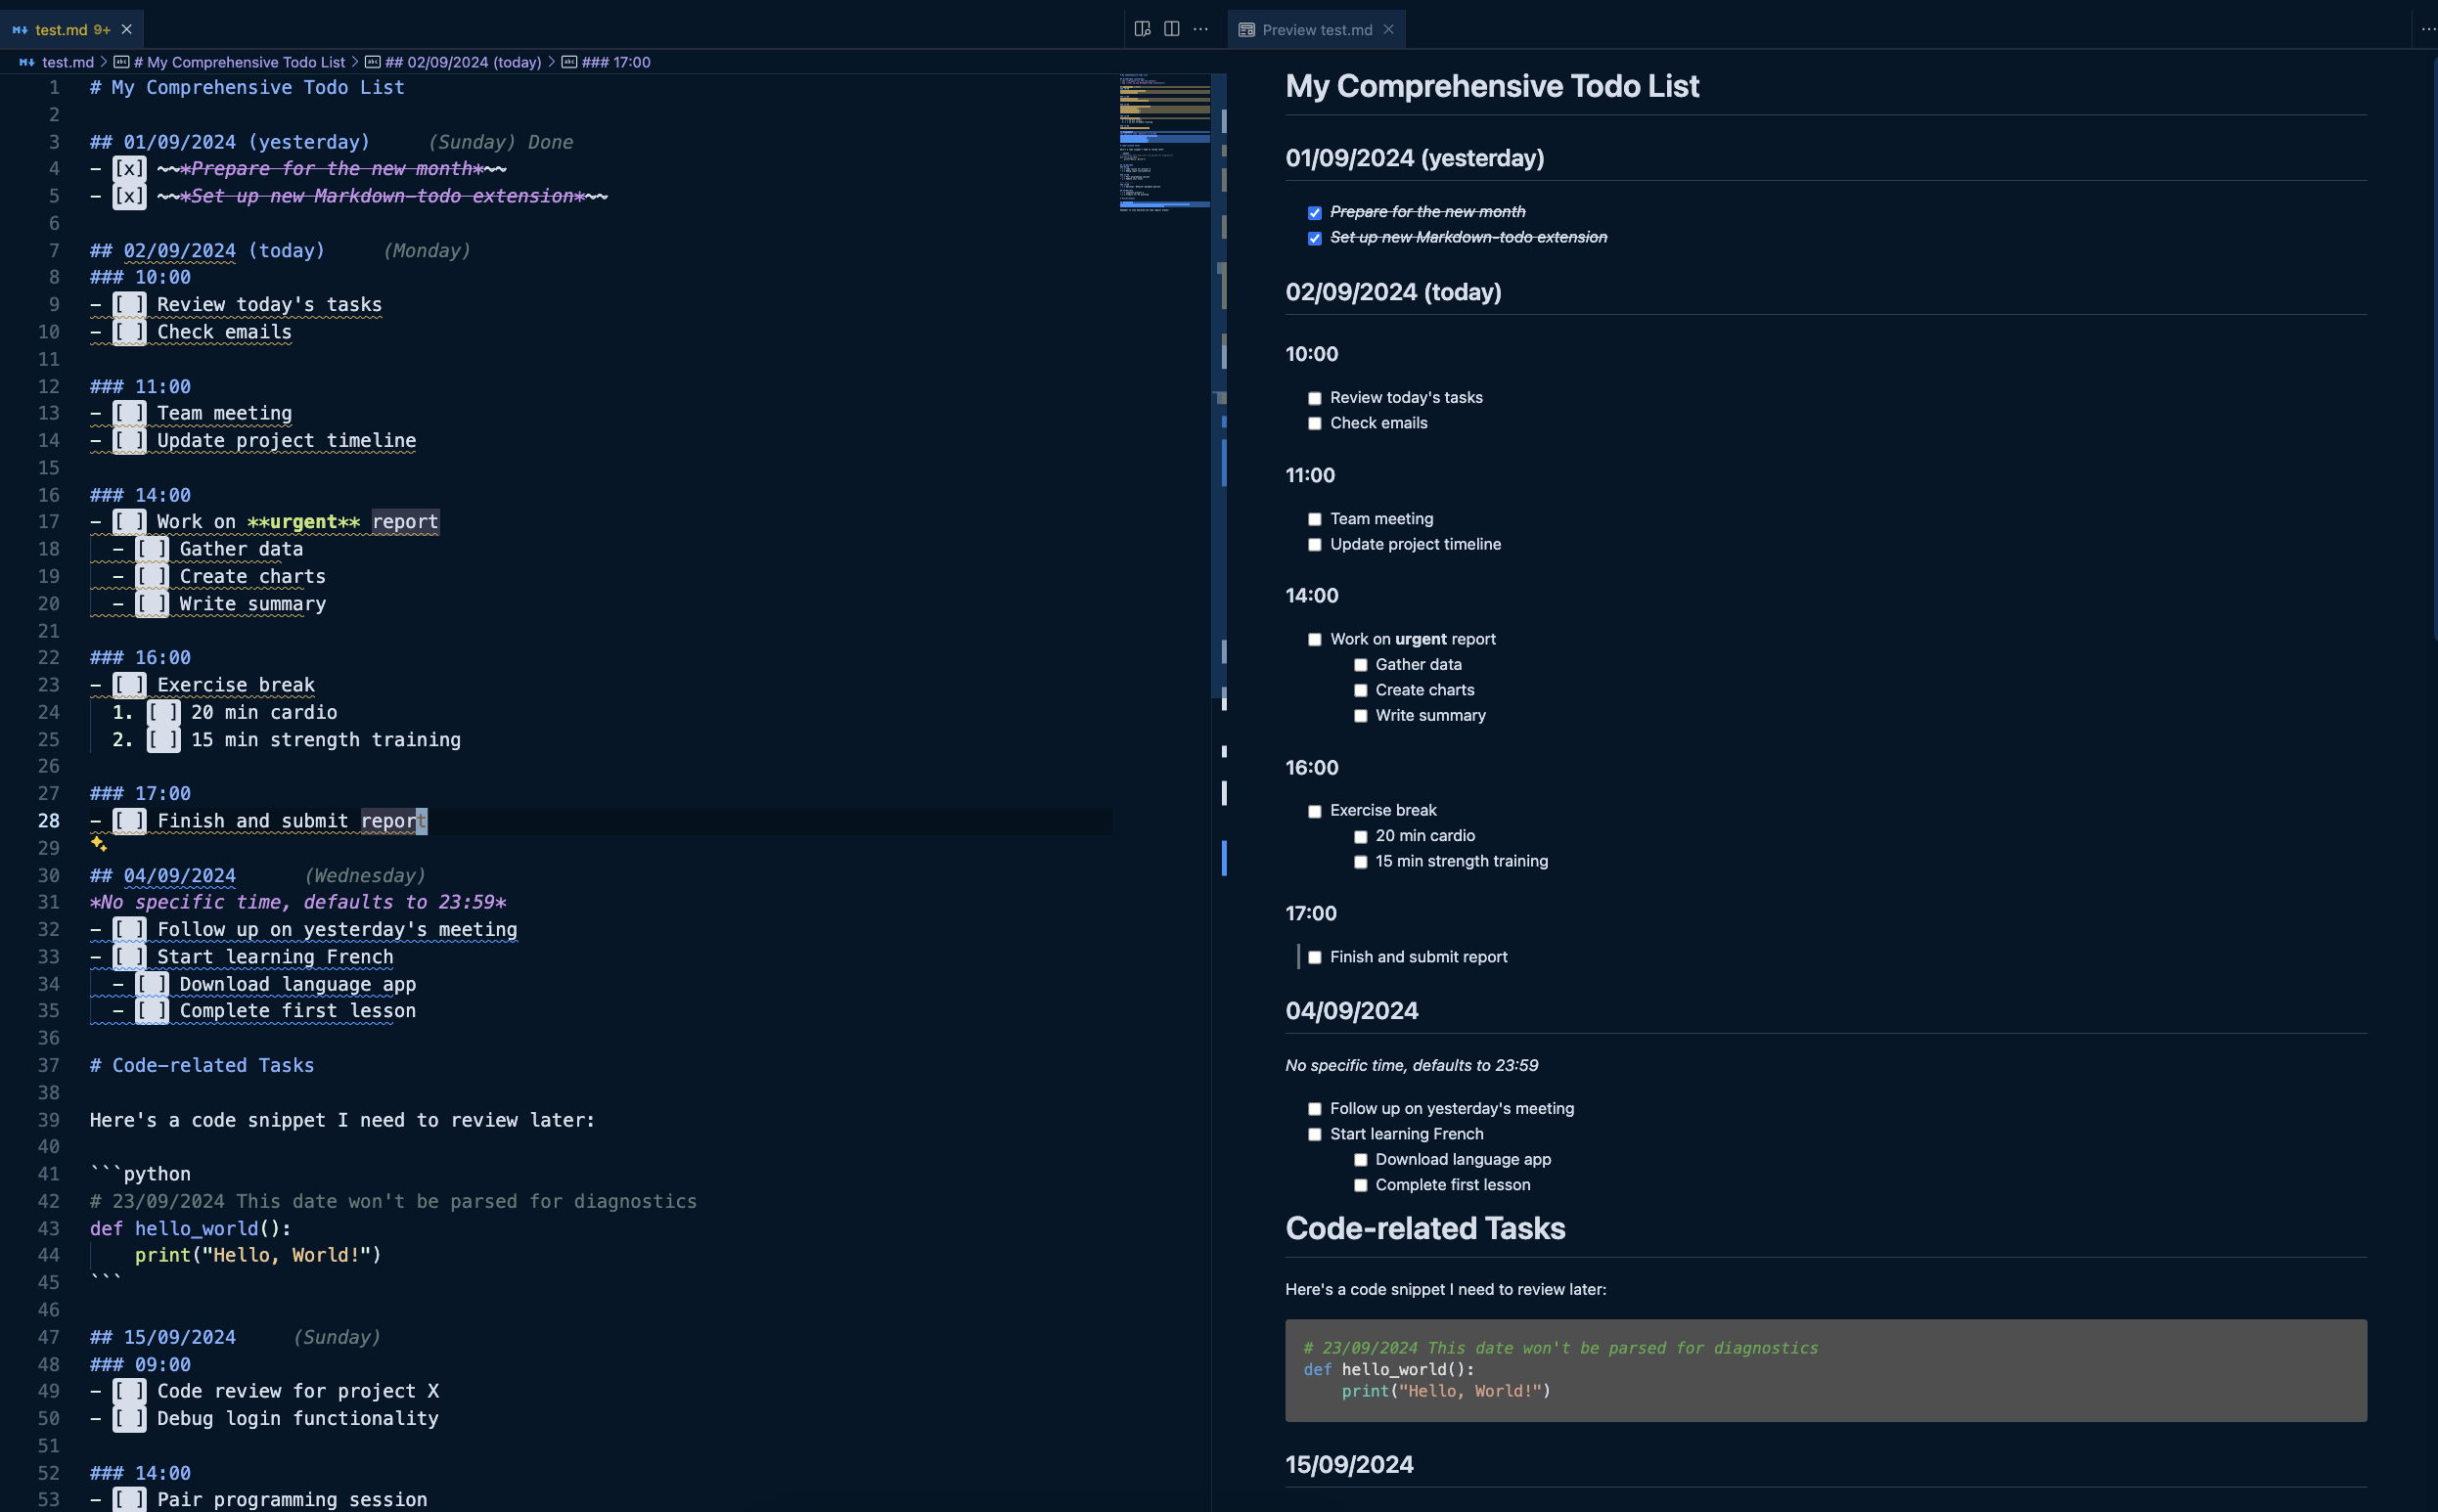 test.md 9+
Preview test.md
test.md > # My Comprehensive Todo List > ## 02/09/2024 (today) > ### 17:00
1 # My Comprehensive Todo List
2
3 ## 01/09/2024 (yesterday) (Sunday) Done
4 - [x] ~~*Prepare for the new month*~~
5 - [x] ~~*Set up new Markdown-todo extension*~~
6
7 ## 02/09/2024 (today) (Monday)
8 ### 10:00
9 - [ ] Review today's tasks
10 - [ ] Check emails
11
12 ### 11:00
13 - [ ] Team meeting
14 - [ ] Update project timeline
15
16 ### 14:00
17 - [ ] Work on **urgent** report
18 - [ ] Gather data
19 - [ ] Create charts
20 - [ ] Write summary
21
22 ### 16:00
23 - [ ] Exercise break
24 1. [ ] 20 min cardio
25 2. [ ] 15 min strength training
26
27 ### 17:00
28 - [ ] Finish and submit report
29
30 ## 04/09/2024 (Wednesday)
31 *No specific time, defaults to 23:59*
32 - [ ] Follow up on yesterday's meeting
33 - [ ] Start learning French
34 - [ ] Download language app
35 - [ ] Complete first lesson
36
37 # Code-related Tasks
38
39 Here's a code snippet I need to review later:
40
41 ```python
42 # 23/09/2024 This date won't be parsed for diagnostics
43 def hello_world():
44 print("Hello, World!")
45 ```
46
47 ## 15/09/2024 (Sunday)
48 ### 09:00
49 - [ ] Code review for project X
50 - [ ] Debug login functionality
51
52 ### 14:00
53 - [ ] Pair programming session
My Comprehensive Todo List
01/09/2024 (yesterday)
Prepare for the new month
Set up new Markdown-todo extension
02/09/2024 (today)
10:00
Review today's tasks
Check emails
11:00
Team meeting
Update project timeline
14:00
Work on urgent report
Gather data
Create charts
Write summary
16:00
Exercise break
20 min cardio
15 min strength training
17:00
Finish and submit report
04/09/2024
No specific time, defaults to 23:59
Follow up on yesterday's meeting
Start learning French
Download language app
Complete first lesson
Code-related Tasks
Here's a code snippet I need to review later:
# 23/09/2024 This date won't be parsed for diagnostics
def hello_world():
print("Hello, World!")
15/09/2024